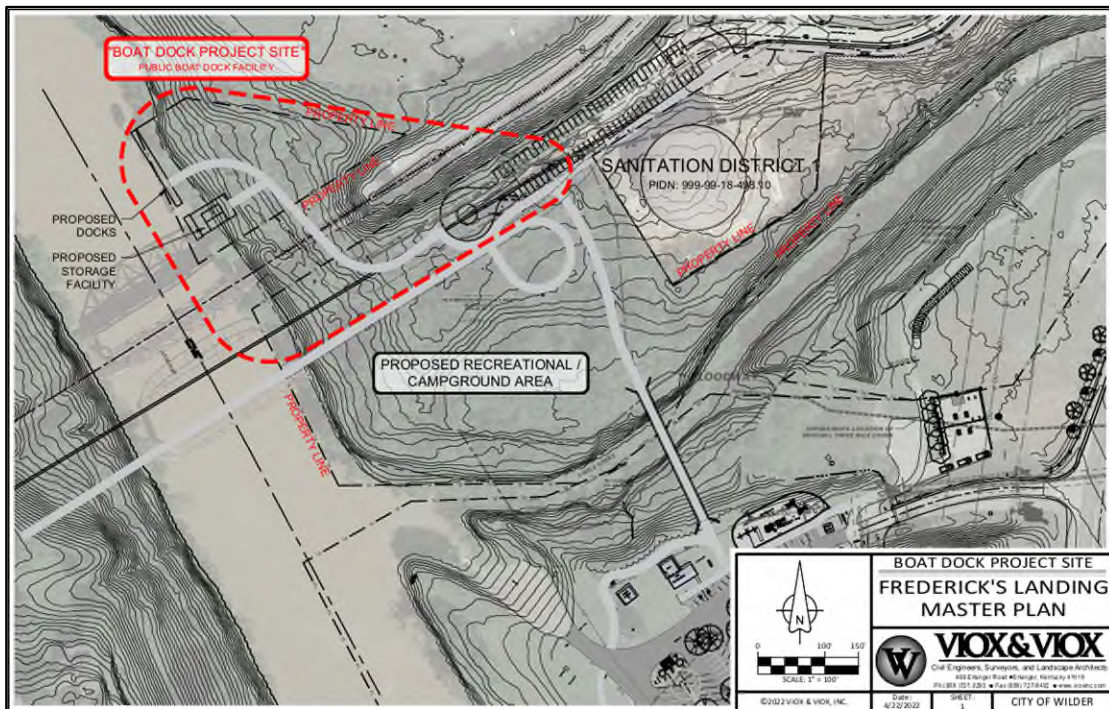 "BOAT DOCK PROJECT SITE"
PUBLIC BOAT DOCK FACILITY
PROPERTY LINE
PROPERTY LINE
SANITATION DISTRICT 1
PROPOSED
DOCKS
PROPOSED
STORAGE
FACILITY
PROPERTY LINE
PROPERTY LINE
PROPOSED RECREATIONAL /
CAMPGROUND AREA
PROPERTY LINE
APPROXIMATE LOCATION OF
N
0 100' 150'
SCALE: 1" = 100'
BOAT DOCK PROJECT SITE
FREDERICK'S LANDING
MASTER PLAN
VIOX&VIOX
Civil Engineers, Surveyors, and Landscape Architects
©2022 VIOX & VIOX, INC.
Date:
4/22/2022
SHEET:
1
CITY OF WILDER